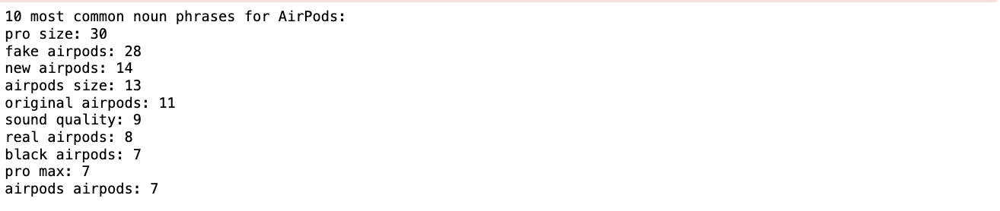 10 most common noun phrases for AirPods:
pro size: 30
fake airpods: 28
new airpods: 14
airpods size: 13
original airpods: 11
sound quality: 9
real airpods: 8
black airpods: 7
pro max: 7
airpods airpods: 7